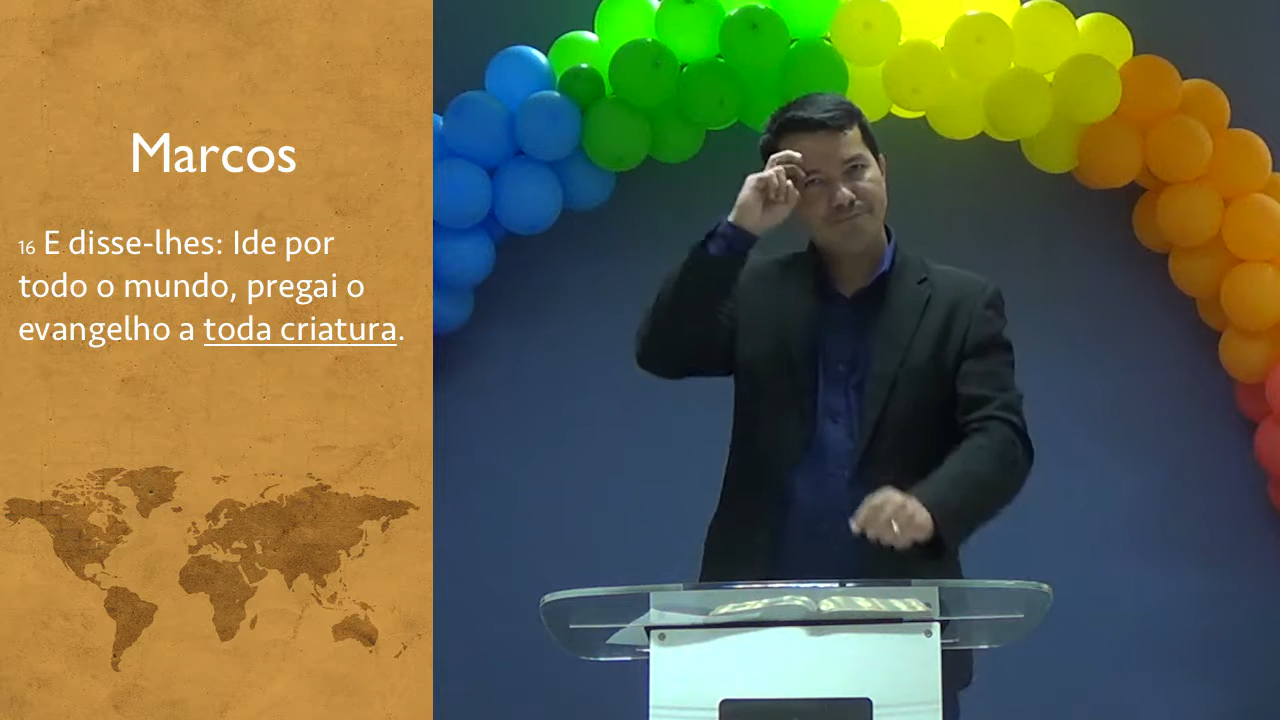 Marcos
16 E disse-lhes: Ide por
todo o mundo, pregai o
evangelho a toda criatura.